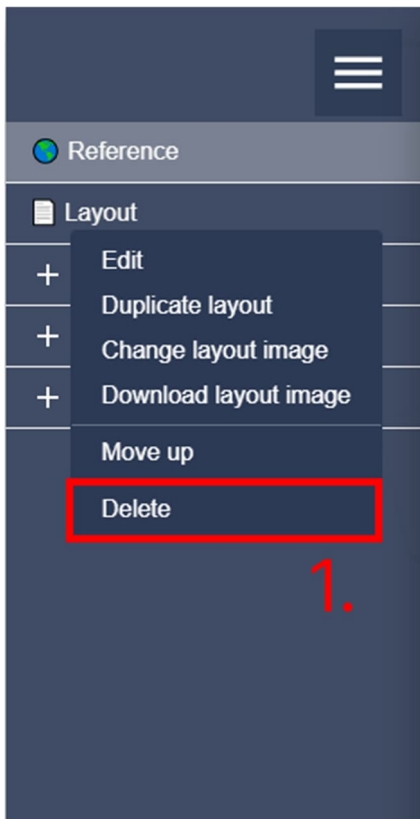 Reference
Layout
Edit
+
Duplicate layout
Change layout image
+
Download layout image
+
Move up
Delete
1.